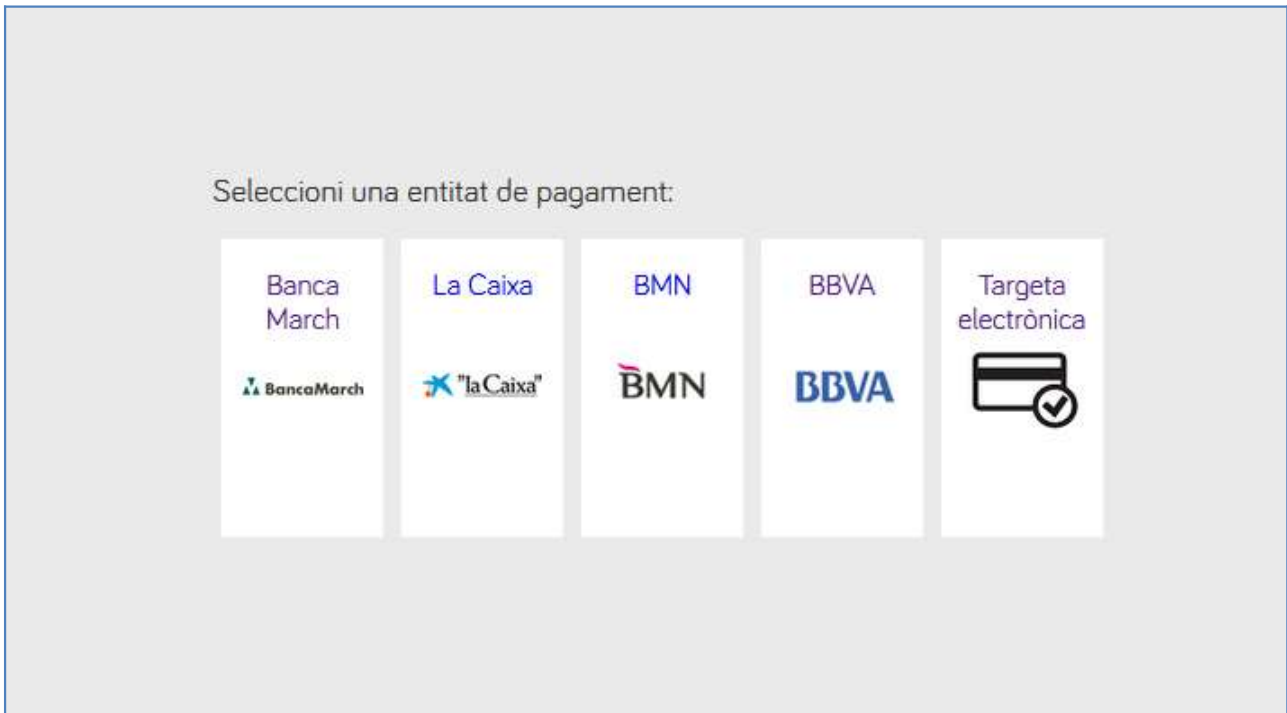 Seleccioni una entitat de pagament:
Banca
March
La Caixa
BMN
BBVA
Targeta
electrònica
BancaMarch
"la Caixa"
BMN
BBVA